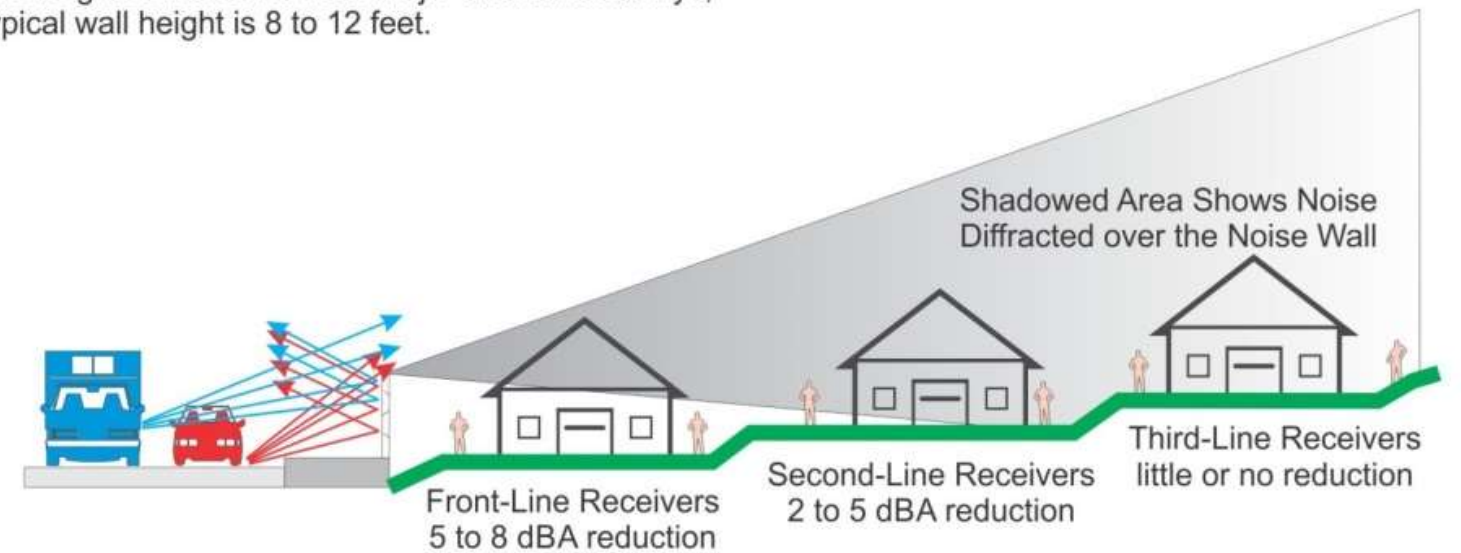 ypical wall height is 8 to 12 feet.
Shadowed Area Shows Noise
Diffracted over the Noise Wall
Front-Line Receivers
5 to 8 dBA reduction
Second-Line Receivers
2 to 5 dBA reduction
Third-Line Receivers
little or no reduction